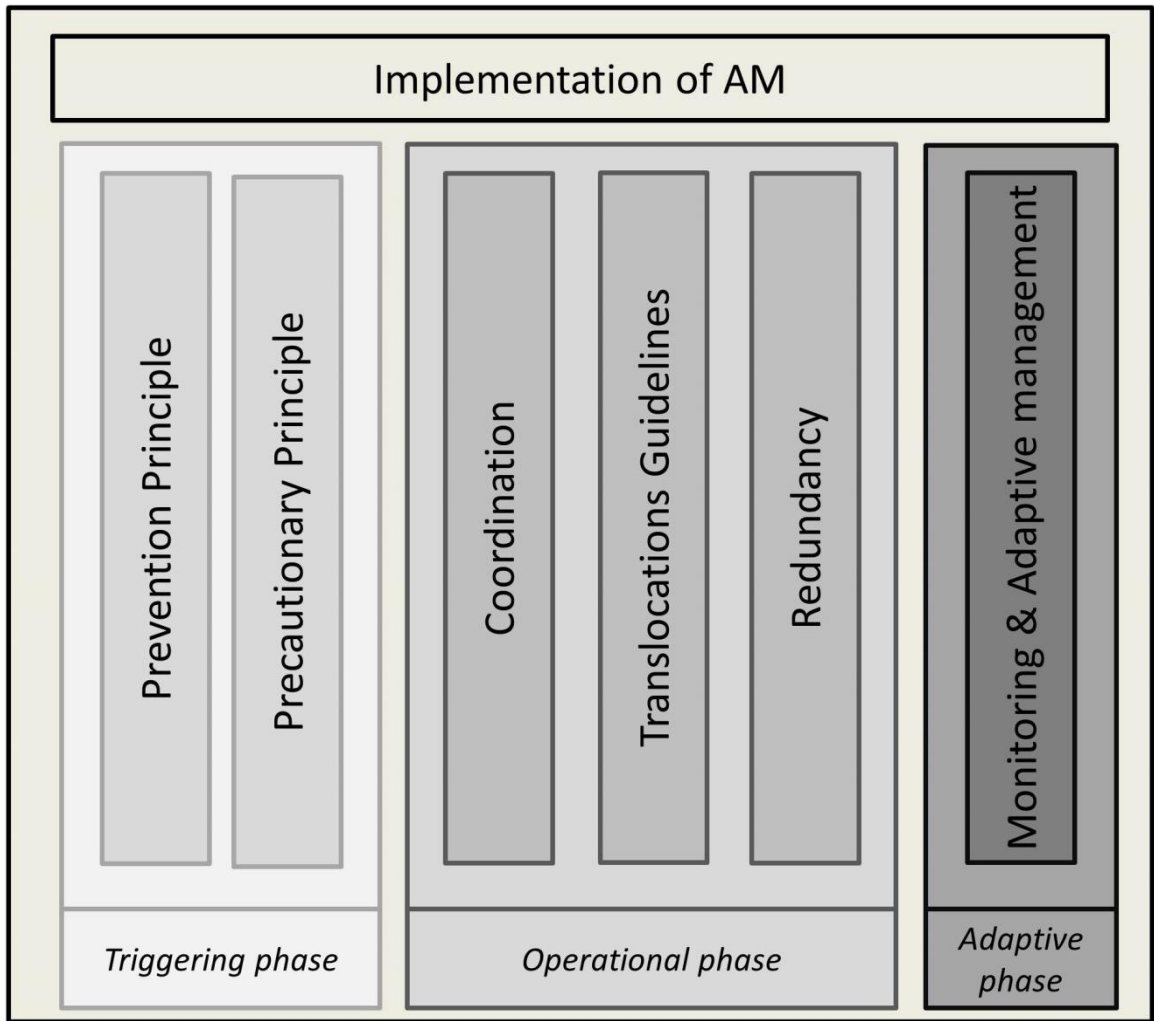 Implementation of AM
Prevention Principle
Precautionary Principle
Triggering phase
Coordination
Translocations Guidelines
Redundancy
Operational phase
Monitoring & Adaptive management
Adaptive
phase